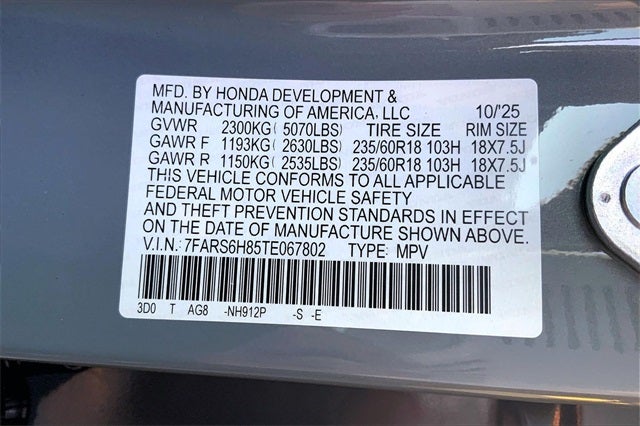 MFD. BY HONDA DEVELOPMENT &
MANUFACTURING OF AMERICA, LLC 10/'25
GVWR 2300KG ( 5070LBS) TIRE SIZE RIM SIZE
GAWR F 1193KG ( 2630LBS) 235/60R18 103H 18X7.5J
GAWR R 1150KG ( 2535LBS) 235/60R18 103H 18X7.5J
THIS VEHICLE CONFORMS TO ALL APPLICABLE
FEDERAL MOTOR VEHICLE SAFETY
AND THEFT PREVENTION STANDARDS IN EFFECT
ON THE DATE OF MANUFACTURE SHOWN ABOVE.
V.I.N.: 7FARS6H85TE067802 TYPE: MPV
3D0 T AG8 -NH912P -S -E